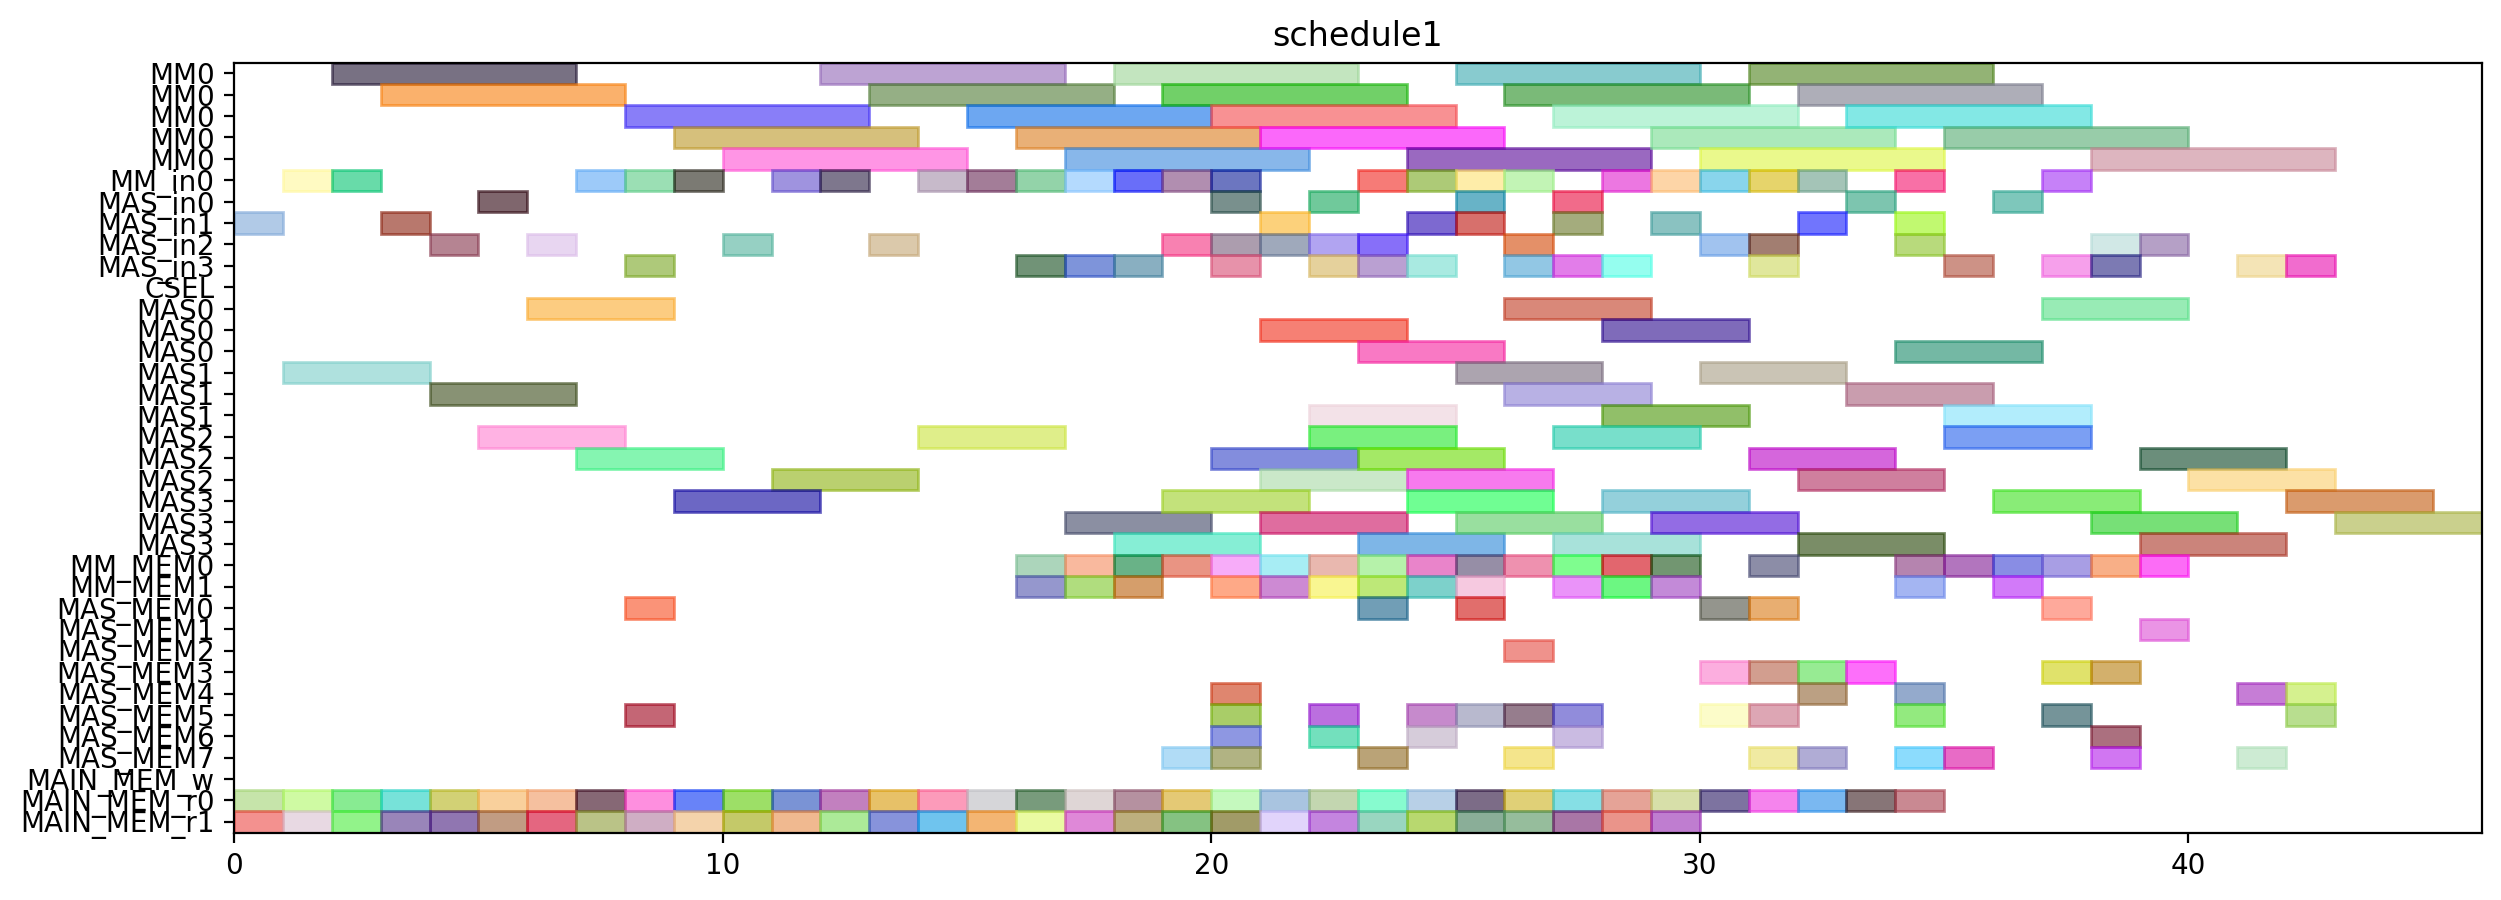 schedule1
MM0
MM0
MM0
MM0
MM0
MM_in0
MAS_in0
MAS_in1
MAS_in2
MAS_in3
CSEL
MAS0
MAS0
MAS0
MAS1
MAS1
MAS1
MAS2
MAS2
MAS2
MAS3
MAS3
MAS3
MM_MEM0
MM_MEM1
MAS_MEM0
MAS_MEM1
MAS_MEM2
MAS_MEM3
MAS_MEM4
MAS_MEM5
MAS_MEM6
MAS_MEM7
MAIN_MEM_w
MAIN_MEM_r0
MAIN_MEM_r1
0 10 20 30 40